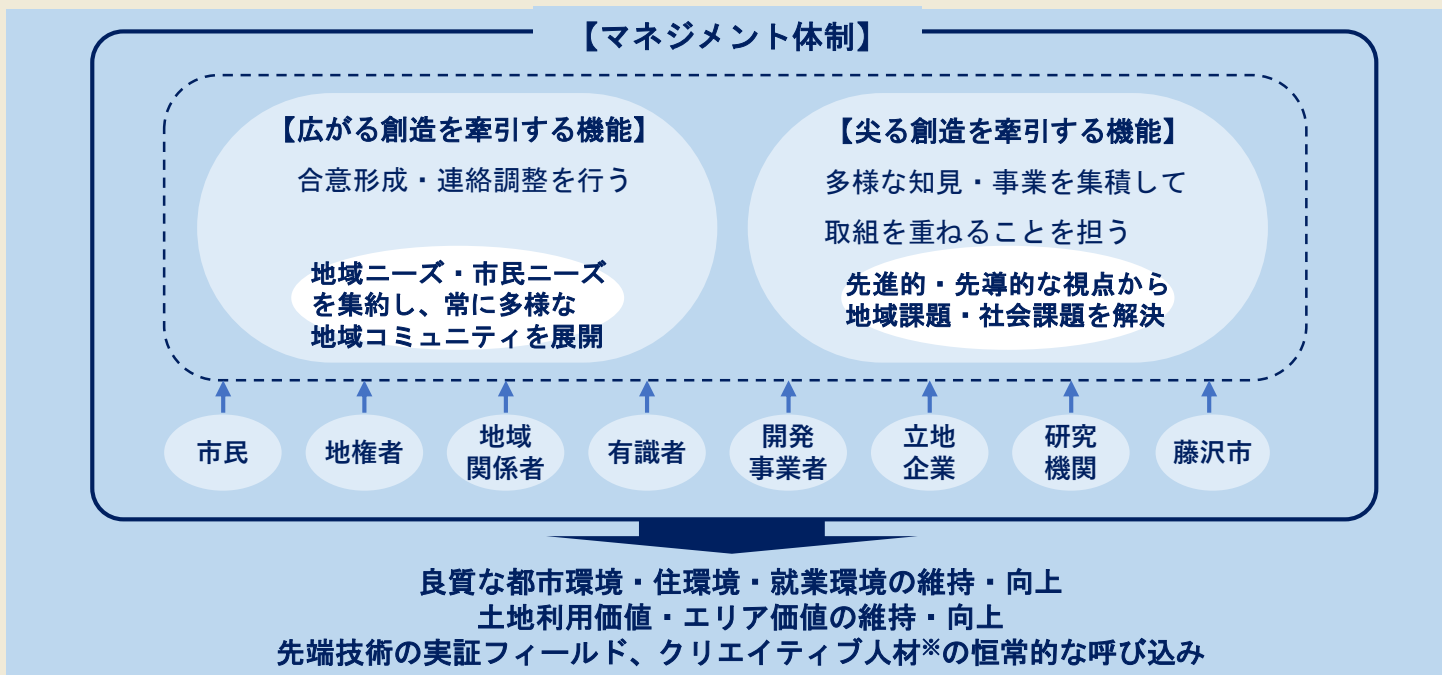 【マネジメント体制】
【広がる創造を牽引する機能】
合意形成・連絡調整を行う
地域ニーズ・市民ニーズ
を集約し、常に多様な
地域コミュニティを展開
【尖る創造を牽引する機能】
多様な知見・事業を集積して
取組を重ねることを担う
先進的・先導的な視点から
地域課題・社会課題を解決
市民
地権者
地域
関係者
有識者
開発
事業者
立地
企業
研究
機関
藤沢市
良質な都市環境・住環境・就業環境の維持・向上
土地利用価値・エリア価値の維持・向上
先端技術の実証フィールド、クリエイティブ人材※の恒常的な呼び込み